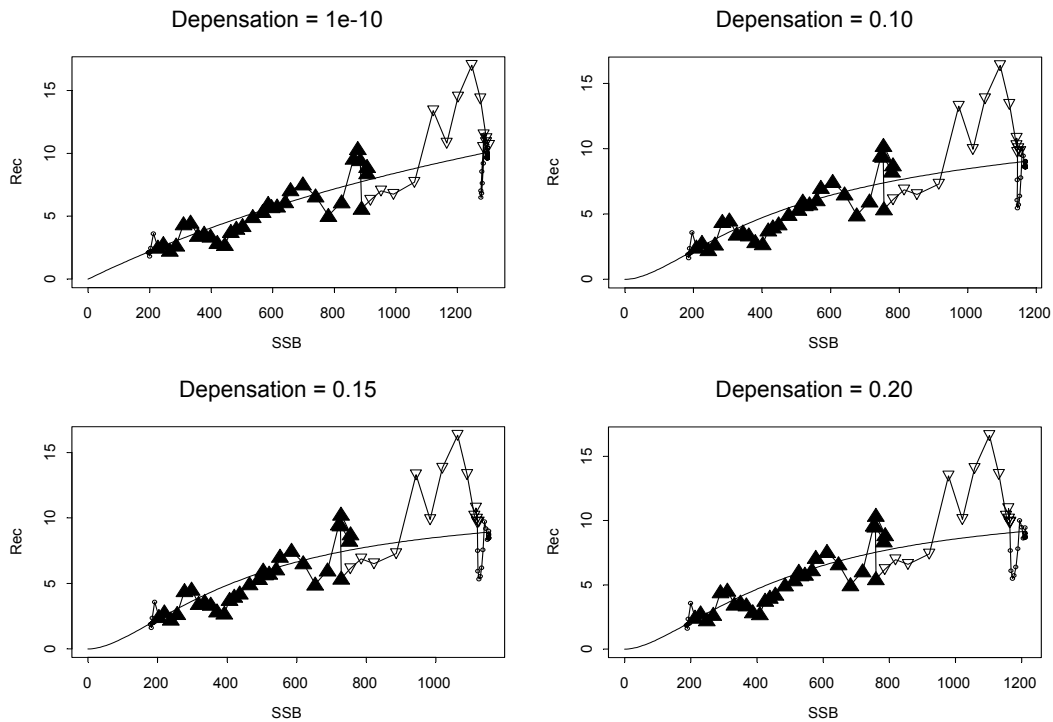 Depensation = 1e-10
Depensation = 0.10
15
10
5
0
Rec
0 200 400 600 800 1000 1200
SSB
15
10
5
0
Rec
0 200 400 600 800 1000 1200
SSB
Depensation = 0.15
Depensation = 0.20
15
10
5
0
Rec
0 200 400 600 800 1000
SSB
15
10
5
0
Rec
0 200 400 600 800 1000 1200
SSB